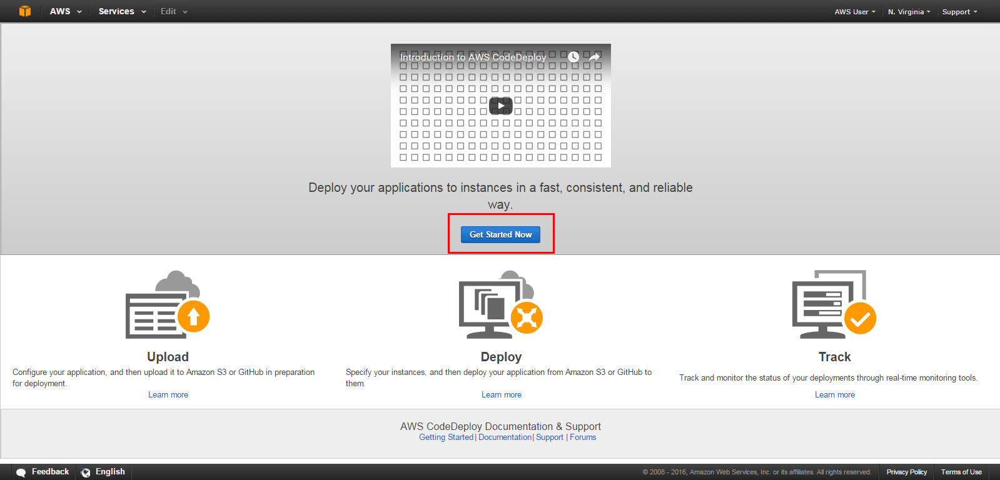 AWS Services Edit AWS User N. Virginia Support
Introduction to AWS CodeDeploy
Deploy your applications to instances in a fast, consistent, and reliable
way.
Get Started Now
Upload
Configure your application, and then upload it to Amazon S3 or GitHub in preparation
for deployment.
Learn more
Deploy
Specify your instances, and then deploy your application from Amazon S3 or GitHub to
them.
Learn more
Track
Track and monitor the status of your deployments through real-time monitoring tools.
Learn more
AWS CodeDeploy Documentation & Support
Getting Started | Documentation | Support | Forums
Feedback English © 2008 - 2016, Amazon Web Services, Inc. or its affiliates. All rights reserved. Privacy Policy Terms of Use